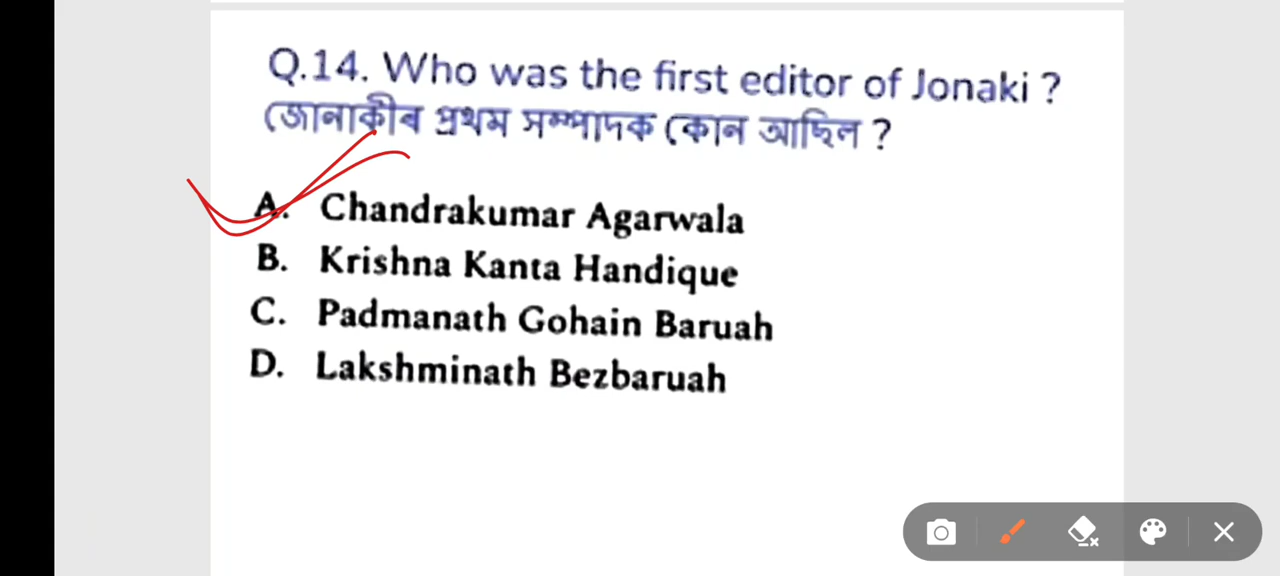 Q.14. Who was the first editor of Jonaki ?
জোনাকীৰ প্ৰথম সম্পাদক কোন আছিল ?
A. Chandrakumar Agarwala
B. Krishna Kanta Handique
C. Padmanath Gohain Baruah
D. Lakshminath Bezbaruah